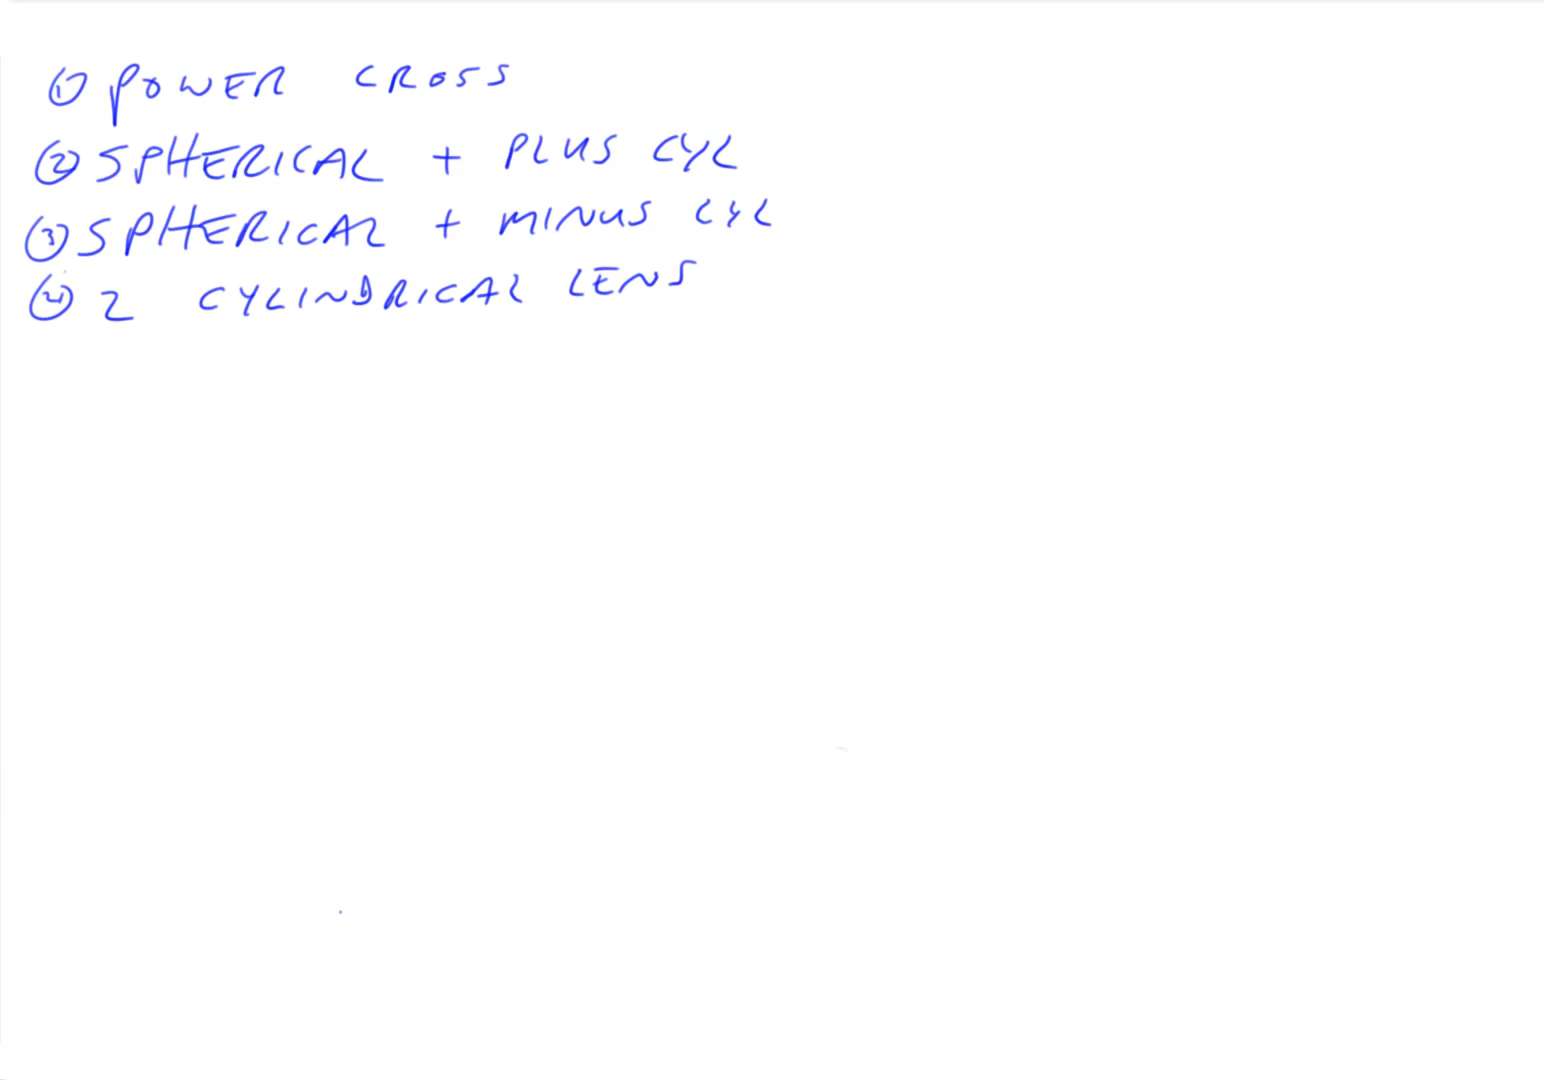 ① POWER CROSS
② SPHERICAL + PLUS CYL
③ SPHERICAL + MINUS CYL
④ 2 CYLINDRICAL LENS